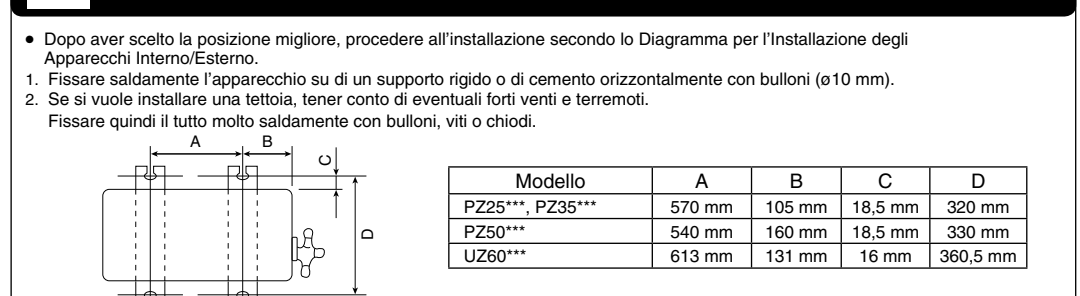 ● Dopo aver scelto la posizione migliore, procedere all'installazione secondo lo Diagramma per l'Installazione degli
Apparecchi Interno/Esterno.
1. Fissare saldamente l'apparecchio su di un supporto rigido o di cemento orizzontalmente con bulloni (ø10 mm).
2. Se si vuole installare una tettoia, tener conto di eventuali forti venti e terremoti.
Fissare quindi il tutto molto saldamente con bulloni, viti o chiodi.
A B
C
D
Modello A B C D
PZ25***, PZ35*** 570 mm 105 mm 18,5 mm 320 mm
PZ50*** 540 mm 160 mm 18,5 mm 330 mm
UZ60*** 613 mm 131 mm 16 mm 360,5 mm